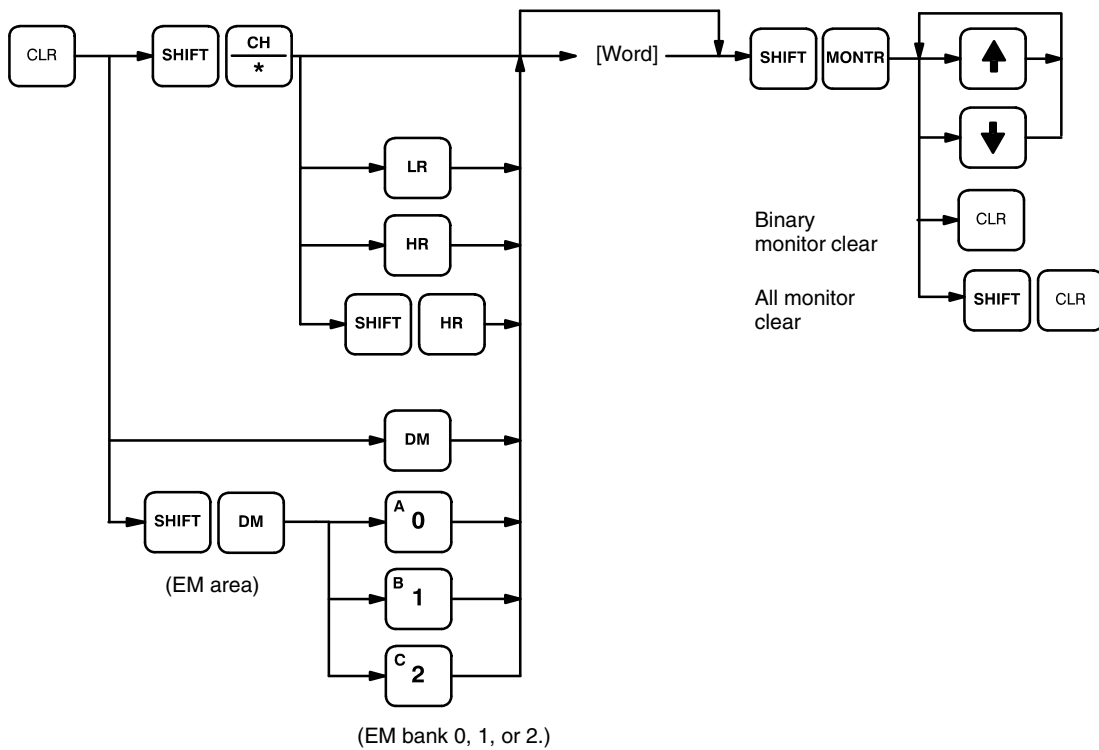 CLR SHIFT CH * [Word] SHIFT MONTR
LR
HR
Binary
monitor clear
CLR
SHIFT HR
All monitor
clear
SHIFT CLR
DM
SHIFT DM
A 0
(EM area)
B 1
C 2
(EM bank 0, 1, or 2.)